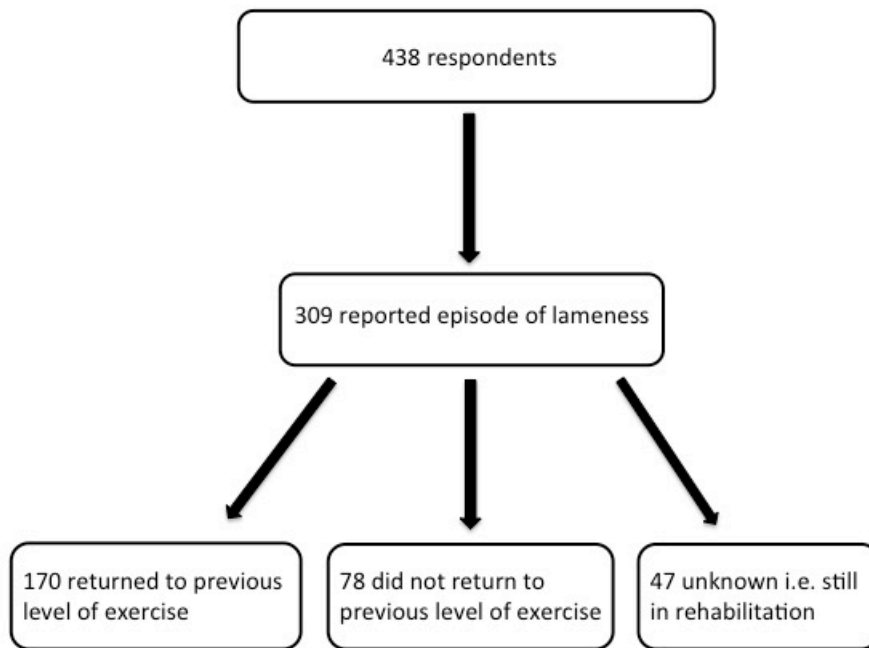 438 respondents
309 reported episode of lameness
170 returned to previous
level of exercise
78 did not return to
previous level of exercise
47 unknown i.e. still
in rehabilitation